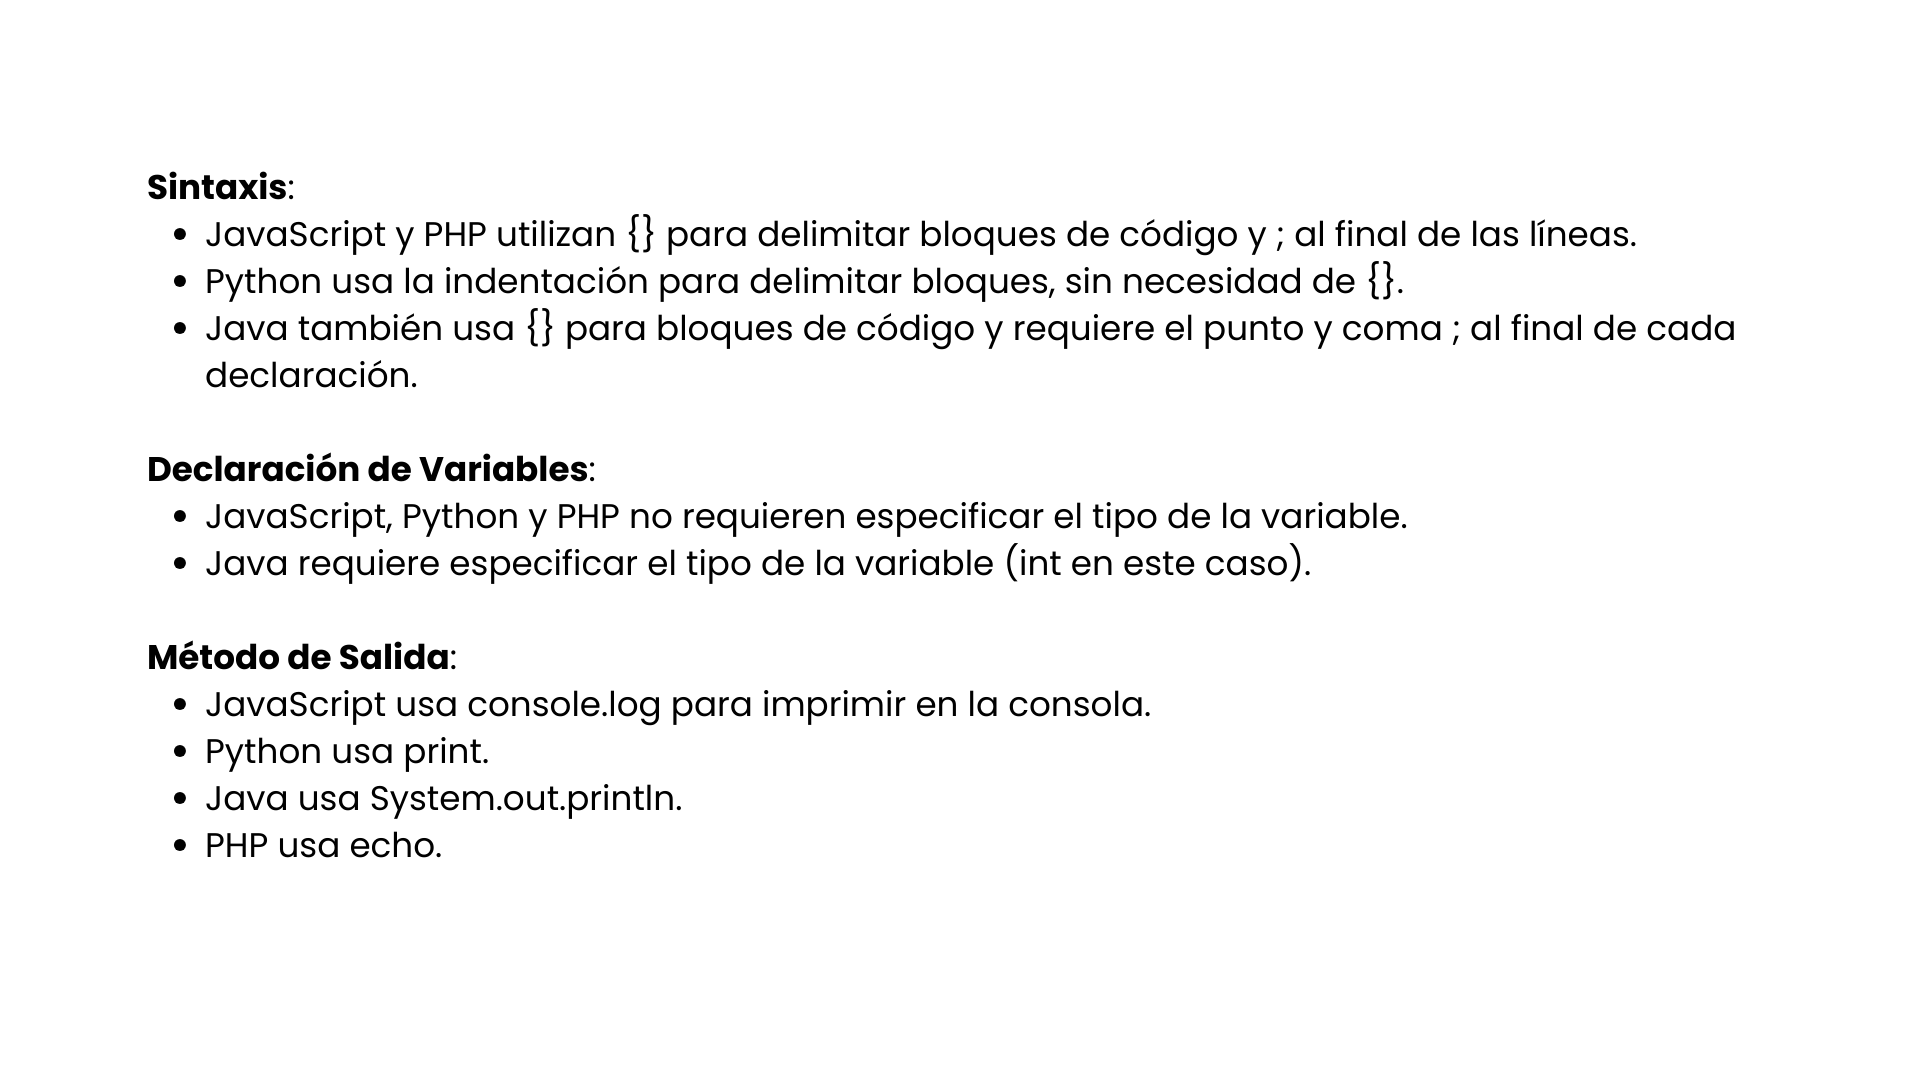 Sintaxis:
• JavaScript y PHP utilizan {} para delimitar bloques de código y ; al final de las líneas.
• Python usa la indentación para delimitar bloques, sin necesidad de {}.
• Java también usa {} para bloques de código y requiere el punto y coma ; al final de cada
declaración.
Declaración de Variables:
• JavaScript, Python y PHP no requieren especificar el tipo de la variable.
• Java requiere especificar el tipo de la variable (int en este caso).
Método de Salida:
• JavaScript usa console.log para imprimir en la consola.
• Python usa print.
• Java usa System.out.println.
• PHP usa echo.